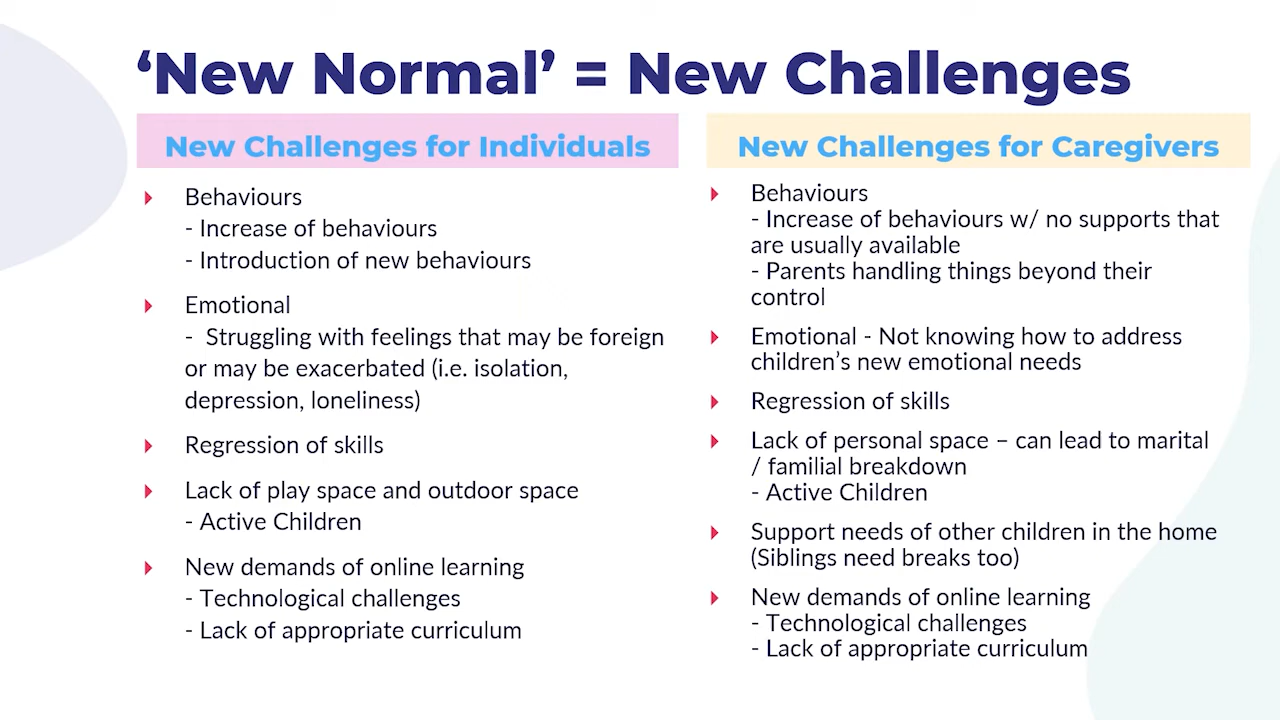 ‘New Normal’ = New Challenges
New Challenges for Individuals
Behaviours
- Increase of behaviours
- Introduction of new behaviours
Emotional
- Struggling with feelings that may be foreign
or may be exacerbated (i.e. isolation,
depression, loneliness)
Regression of skills
Lack of play space and outdoor space
- Active Children
New demands of online learning
- Technological challenges
- Lack of appropriate curriculum
New Challenges for Caregivers
Behaviours
- Increase of behaviours w/ no supports that
are usually available
- Parents handling things beyond their
control
Emotional - Not knowing how to address
children’s new emotional needs
Regression of skills
Lack of personal space – can lead to marital
/ familial breakdown
- Active Children
Support needs of other children in the home
(Siblings need breaks too)
New demands of online learning
- Technological challenges
- Lack of appropriate curriculum